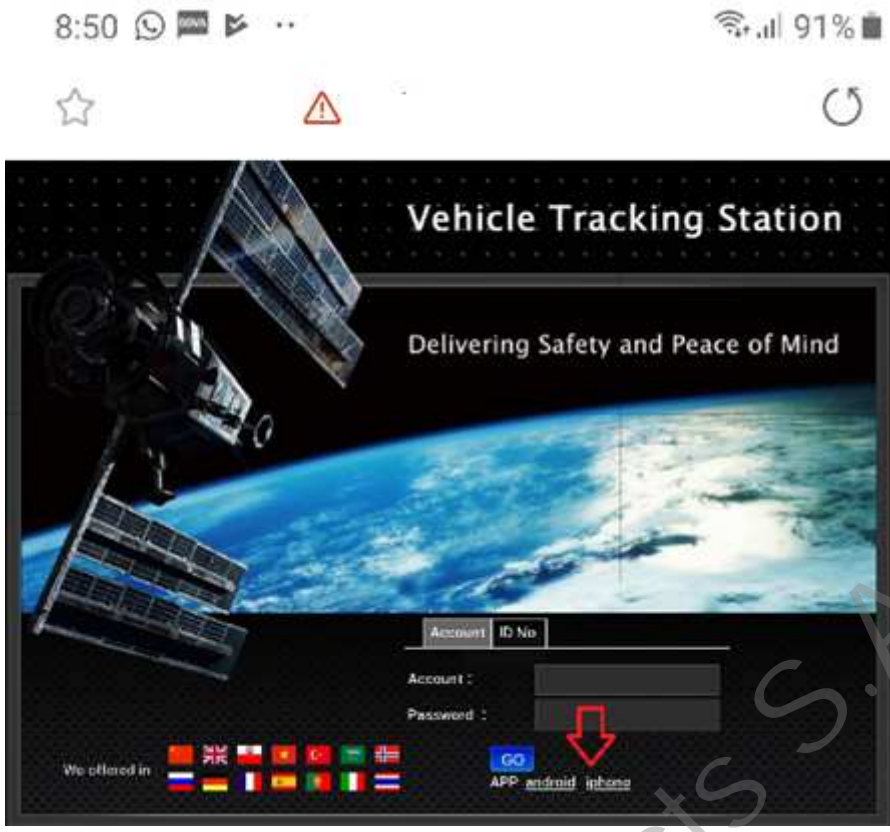 8:50 91%
Vehicle Tracking Station
Delivering Safety and Peace of Mind
Account ID No
Account :
Password :
We offered in GO
APP android iphone
cts S.A